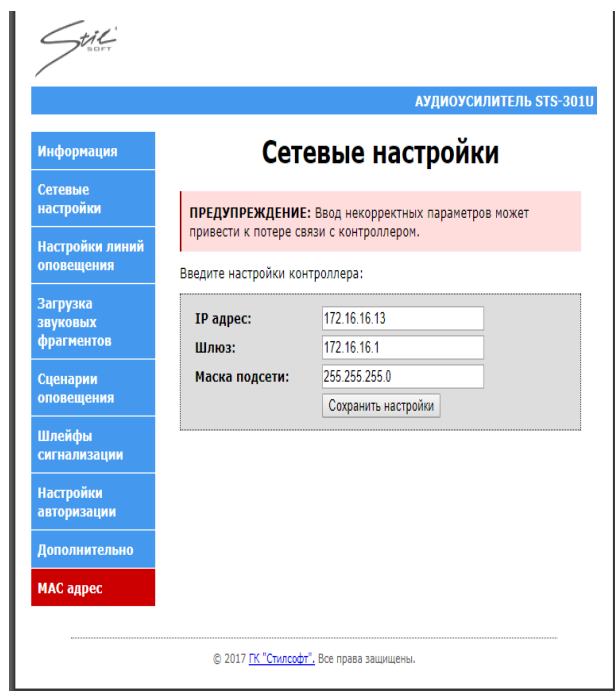 Stil
SOFT
АУДИОУСИЛИТЕЛЬ STS-301U
Информация
Сетевые
настройки
Настройки линий
оповещения
Загрузка
звуковых
фрагментов
Сценарии
оповещения
Шлейфы
сигнализации
Настройки
авторизации
Дополнительно
MAC адрес
Сетевые настройки
ПРЕДУПРЕЖДЕНИЕ: Ввод некорректных параметров может
привести к потере связи с контроллером.
Введите настройки контроллера:
IP адрес: 172.16.16.13
Шлюз: 172.16.16.1
Маска подсети: 255.255.255.0
Сохранить настройки
© 2017 ГК "Стилсофт". Все права защищены.